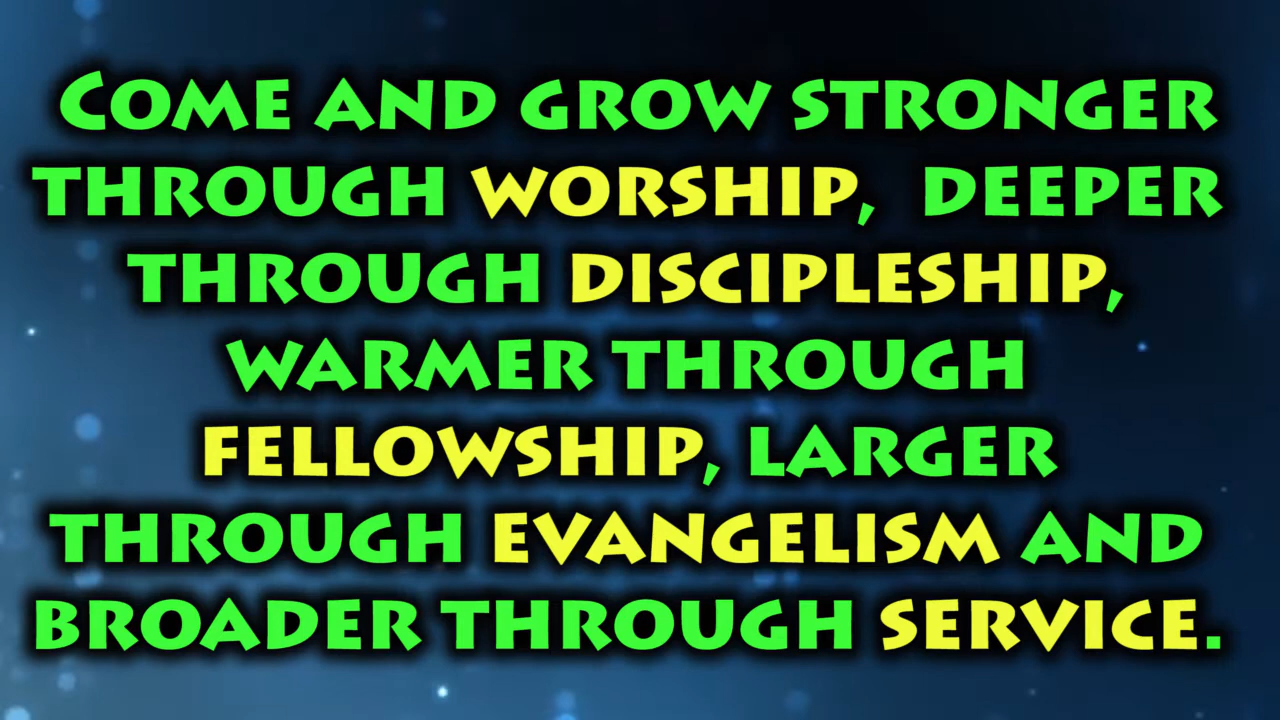 Come and grow stronger
through worship, deeper
through discipleship,
warmer through
fellowship, larger
through evangelism and
broader through service.